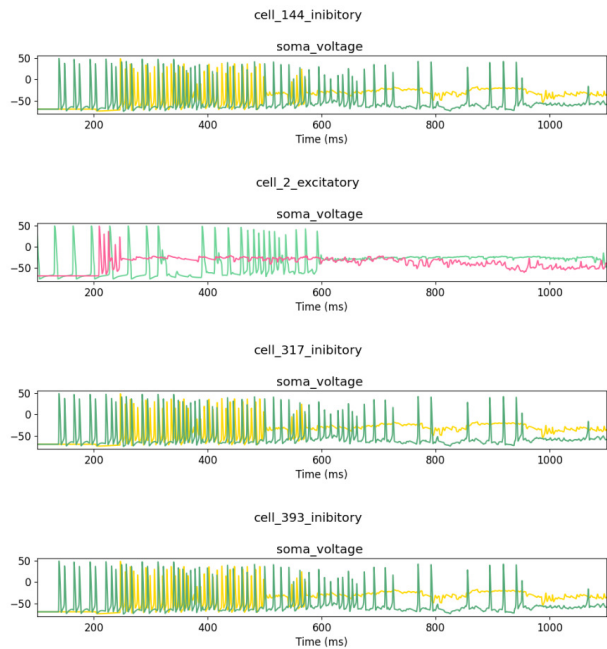 cell_144_inibitory
soma_voltage
50
0
−50
200 400 600 800 1000
Time (ms)
cell_2_excitatory
soma_voltage
50
0
−50
200 400 600 800 1000
Time (ms)
cell_317_inibitory
soma_voltage
50
0
−50
200 400 600 800 1000
Time (ms)
cell_393_inibitory
soma_voltage
50
0
−50
200 400 600 800 1000
Time (ms)